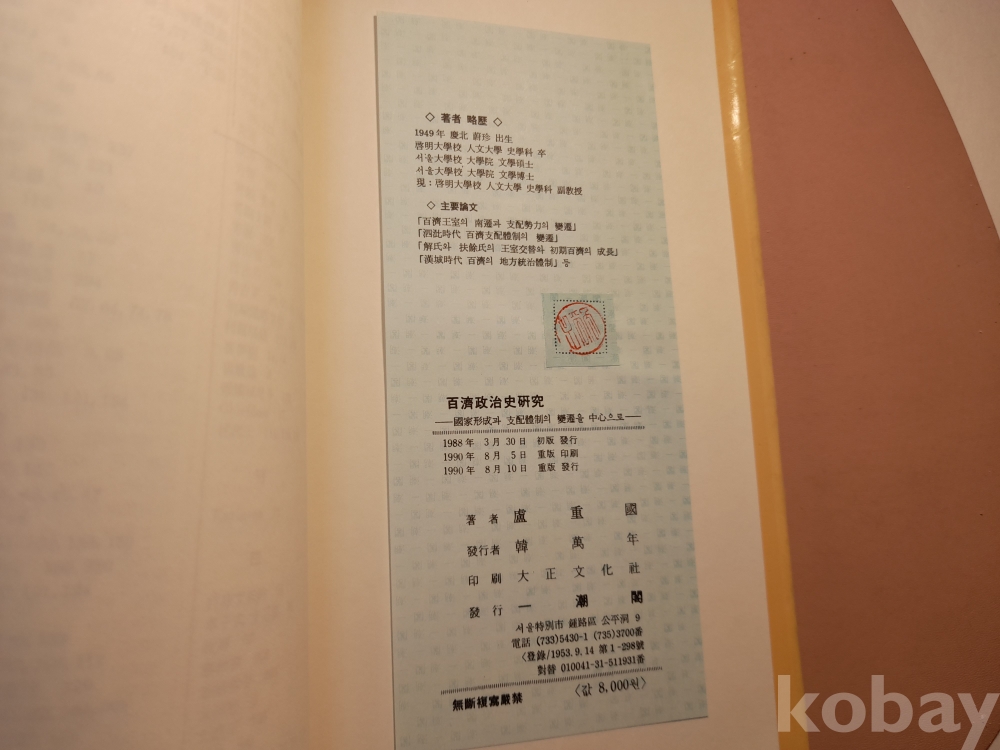 ◇ 著者 略歷 ◇
1949年 慶北 蔚珍 出生
啓明大學校 人文大學 史學科 卒
서울大學校 大學院 文學碩士
서울大學校 大學院 文學博士
現：啓明大學校 人文大學 史學科 副教授
◇ 主要論文
「百濟王室의 南遷과 支配勢力의 變遷」
「泗沘時代 百濟支配體制의 變遷」
「解氏와 扶餘氏의 王室交替와 初期百濟의 成長」
「漢城時代 百濟의 地方統治體制」 등
百濟政治史硏究
——國家形成과 支配體制의 變遷을 中心으로——
1988年 3月 30日 初版 發行
1990年 8月 5日 重版 印刷
1990年 8月 10日 重版 發行
著者 盧重國
發行者 韓萬年
印刷 大正文化社
發行 一潮閣
서울特別市 鍾路區 公平洞 9
電話 (733)5430-1 (735)3700番
〈登錄/1953.9.14 第1-298號
對替 010041-31-511931番
無斷複寫嚴禁 〈값 8,000원〉
kobay